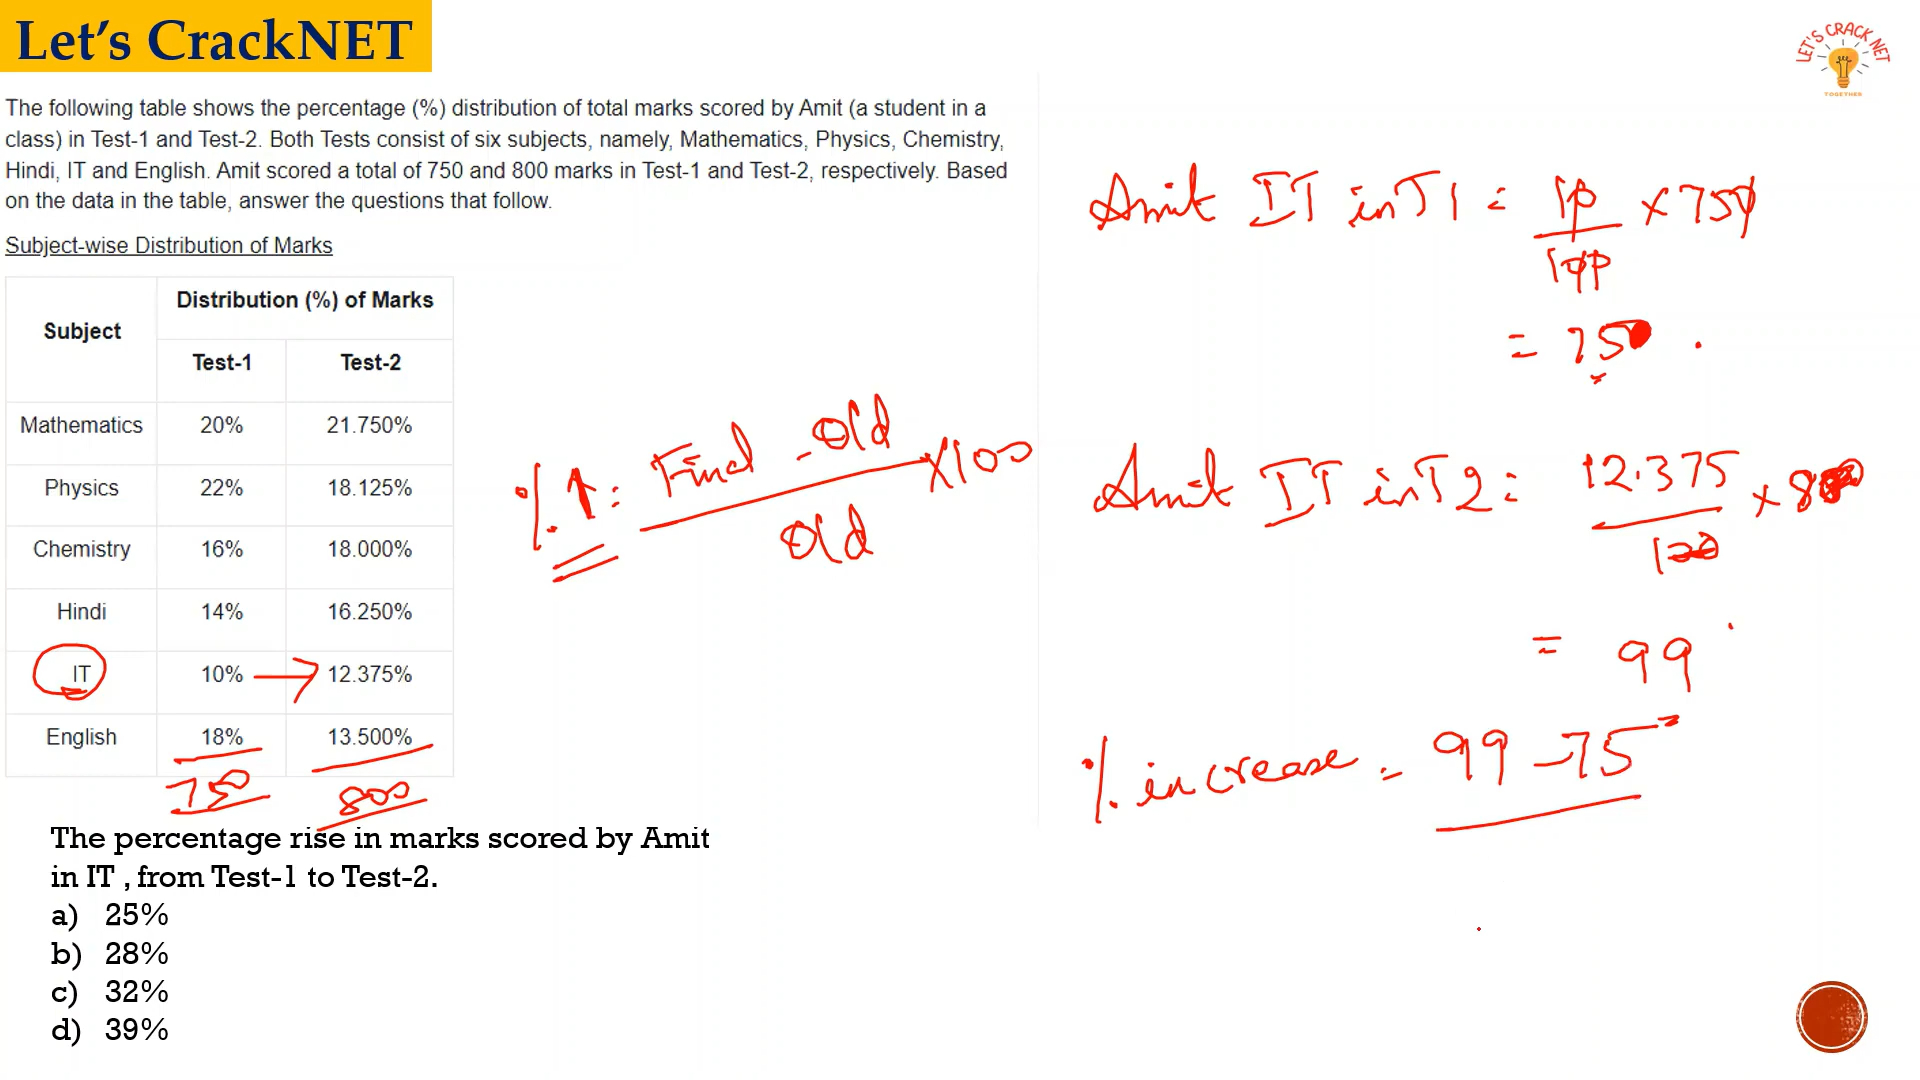 Let's CrackNET
LET'S CRACK NET
TOGETHER
The following table shows the percentage (%) distribution of total marks scored by Amit (a student in a
class) in Test-1 and Test-2. Both Tests consist of six subjects, namely, Mathematics, Physics, Chemistry,
Hindi, IT and English. Amit scored a total of 750 and 800 marks in Test-1 and Test-2, respectively. Based
on the data in the table, answer the questions that follow.
Subject-wise Distribution of Marks
Subject Distribution (%) of Marks
Test-1 Test-2
Mathematics 20% 21.750%
Physics 22% 18.125%
Chemistry 16% 18.000%
Hindi 14% 16.250%
IT 10% → 12.375%
English 18% 13.500%
750 800
The percentage rise in marks scored by Amit
in IT , from Test-1 to Test-2.
a) 25%
b) 28%
c) 32%
d) 39%
%↑ = Final - Old
Old
×100
Amit IT in T1 = 10
100
× 750
= 75
Amit IT in T2 = 12.375
100
× 800
= 99
% increase = 99 - 75